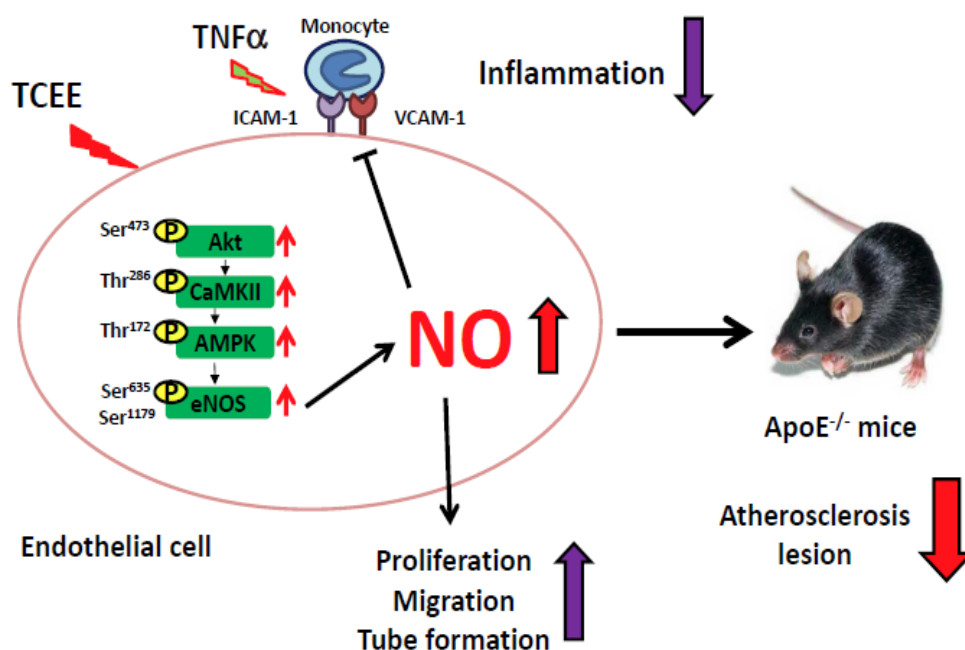 Monocyte
TNFα
Inflammation
TCEE
ICAM-1
VCAM-1
Ser473
P
Akt
Thr286
P
CaMKII
Thr172
P
AMPK
Ser635
P
Ser1179
eNOS
NO
ApoE-/- mice
Atherosclerosis
lesion
Endothelial cell
Proliferation
Migration
Tube formation